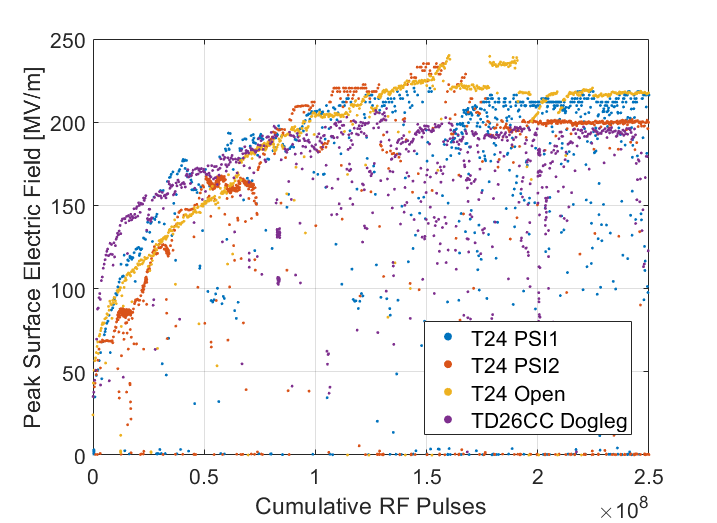 250
200
150
100
50
0
Peak Surface Electric Field [MV/m]
0
0.5
1
1.5
2
2.5
Cumulative RF Pulses
×10^8
T24 PSI1
T24 PSI2
T24 Open
TD26CC Dogleg